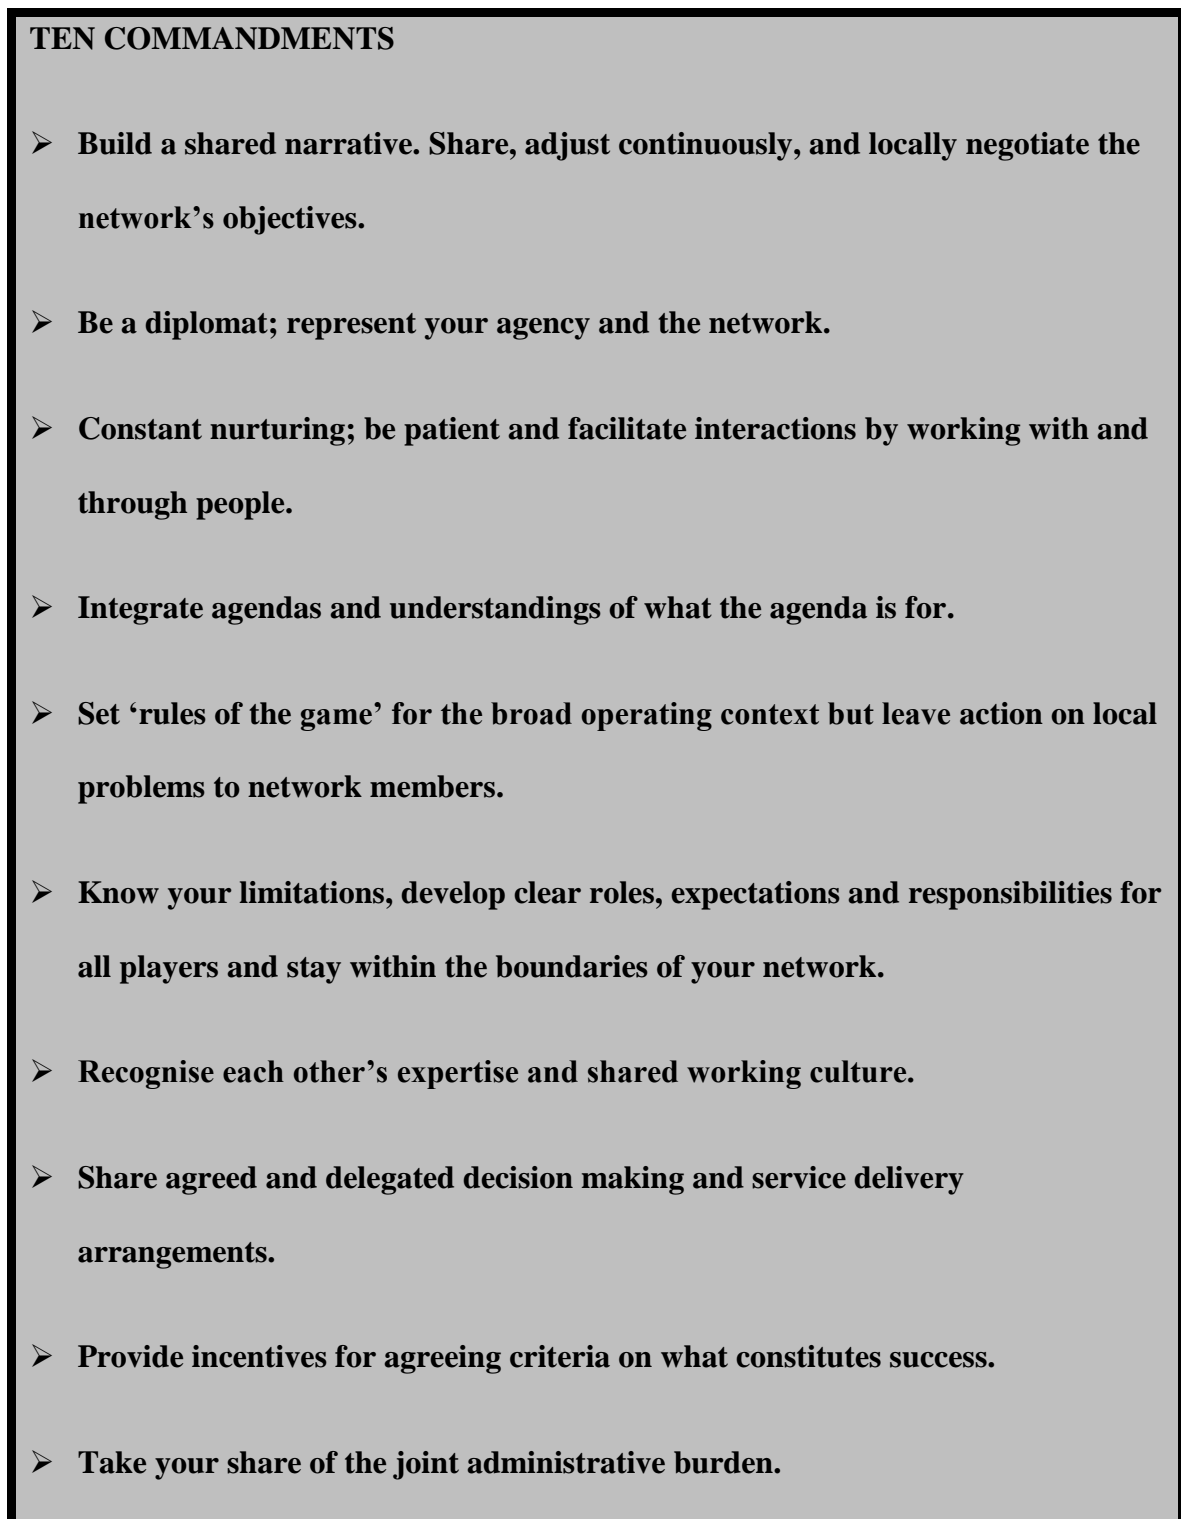 TEN COMMANDMENTS
➢ Build a shared narrative. Share, adjust continuously, and locally negotiate the
network’s objectives.
➢ Be a diplomat; represent your agency and the network.
➢ Constant nurturing; be patient and facilitate interactions by working with and
through people.
➢ Integrate agendas and understandings of what the agenda is for.
➢ Set ‘rules of the game’ for the broad operating context but leave action on local
problems to network members.
➢ Know your limitations, develop clear roles, expectations and responsibilities for
all players and stay within the boundaries of your network.
➢ Recognise each other’s expertise and shared working culture.
➢ Share agreed and delegated decision making and service delivery
arrangements.
➢ Provide incentives for agreeing criteria on what constitutes success.
➢ Take your share of the joint administrative burden.